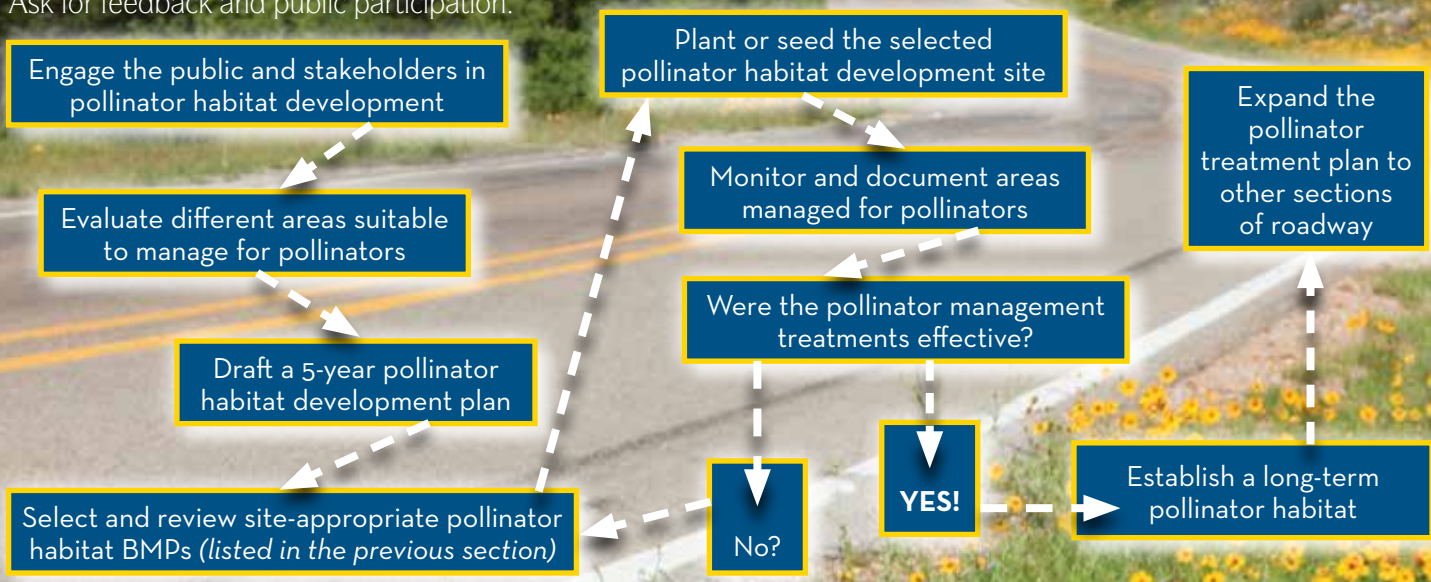 Ask for feedback and public participation.
Engage the public and stakeholders in
pollinator habitat development
Evaluate different areas suitable
to manage for pollinators
Draft a 5-year pollinator
habitat development plan
Select and review site-appropriate pollinator
habitat BMPs (listed in the previous section)
Plant or seed the selected
pollinator habitat development site
Monitor and document areas
managed for pollinators
Were the pollinator management
treatments effective?
No?
YES!
Establish a long-term
pollinator habitat
Expand the
pollinator
treatment plan to
other sections
of roadway